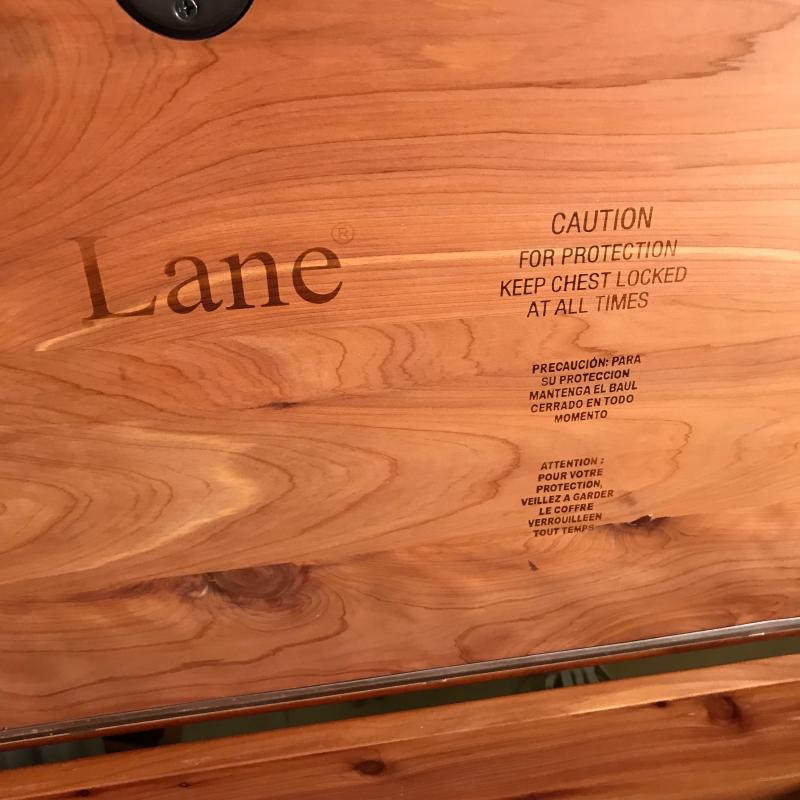 Lane®
CAUTION
FOR PROTECTION
KEEP CHEST LOCKED
AT ALL TIMES
PRECAUCIÓN: PARA
SU PROTECCION
MANTENGA EL BAUL
CERRADO EN TODO
MOMENTO
ATTENTION :
POUR VOTRE
PROTECTION,
VEILLEZ A GARDER
LE COFFRE
VERROUILLEEN
TOUT TEMPS